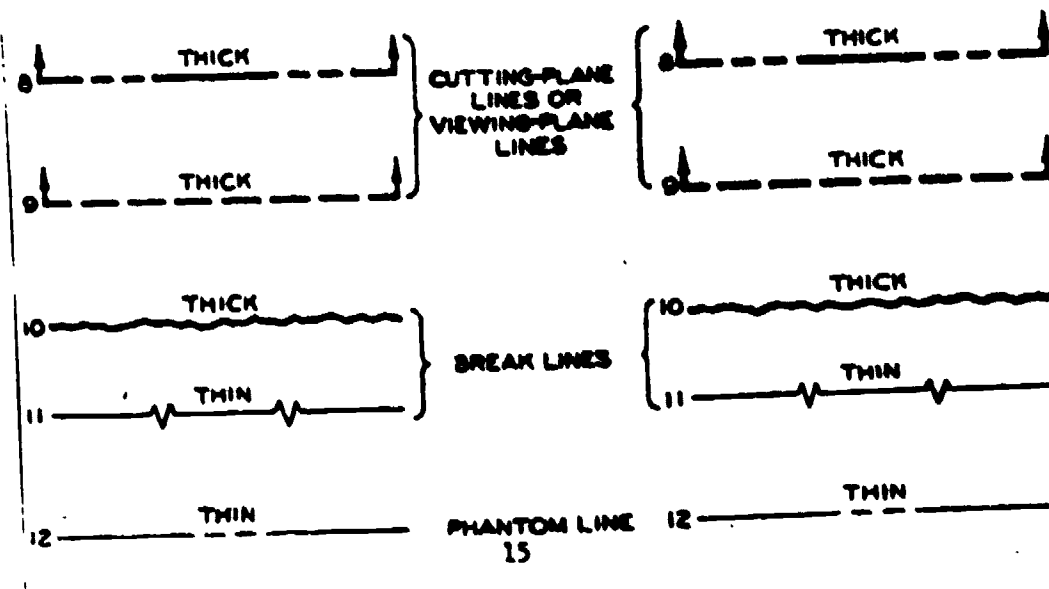 8 THICK
CUTTING-PLANE
LINES OR
VIEWING-PLANE
LINES
8 THICK
9 THICK
9 THICK
10 THICK
BREAK LINES
10 THICK
11 THIN
11 THIN
12 THIN
PHANTOM LINE
12 THIN
15